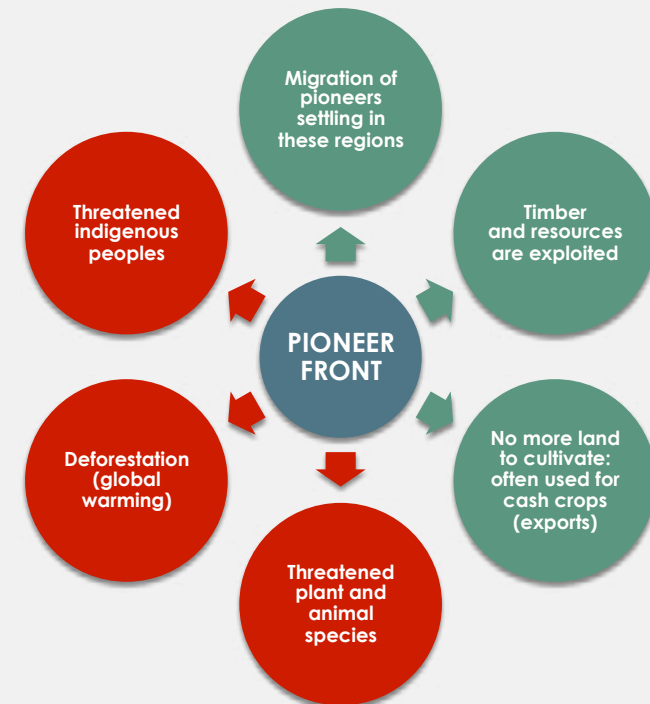 Migration of
pioneers
settling in
these regions
Timber
and resources
are exploited
No more land
to cultivate:
often used for
cash crops
(exports)
Threatened
plant and
animal
species
Deforestation
(global
warming)
Threatened
indigenous
peoples
PIONEER
FRONT